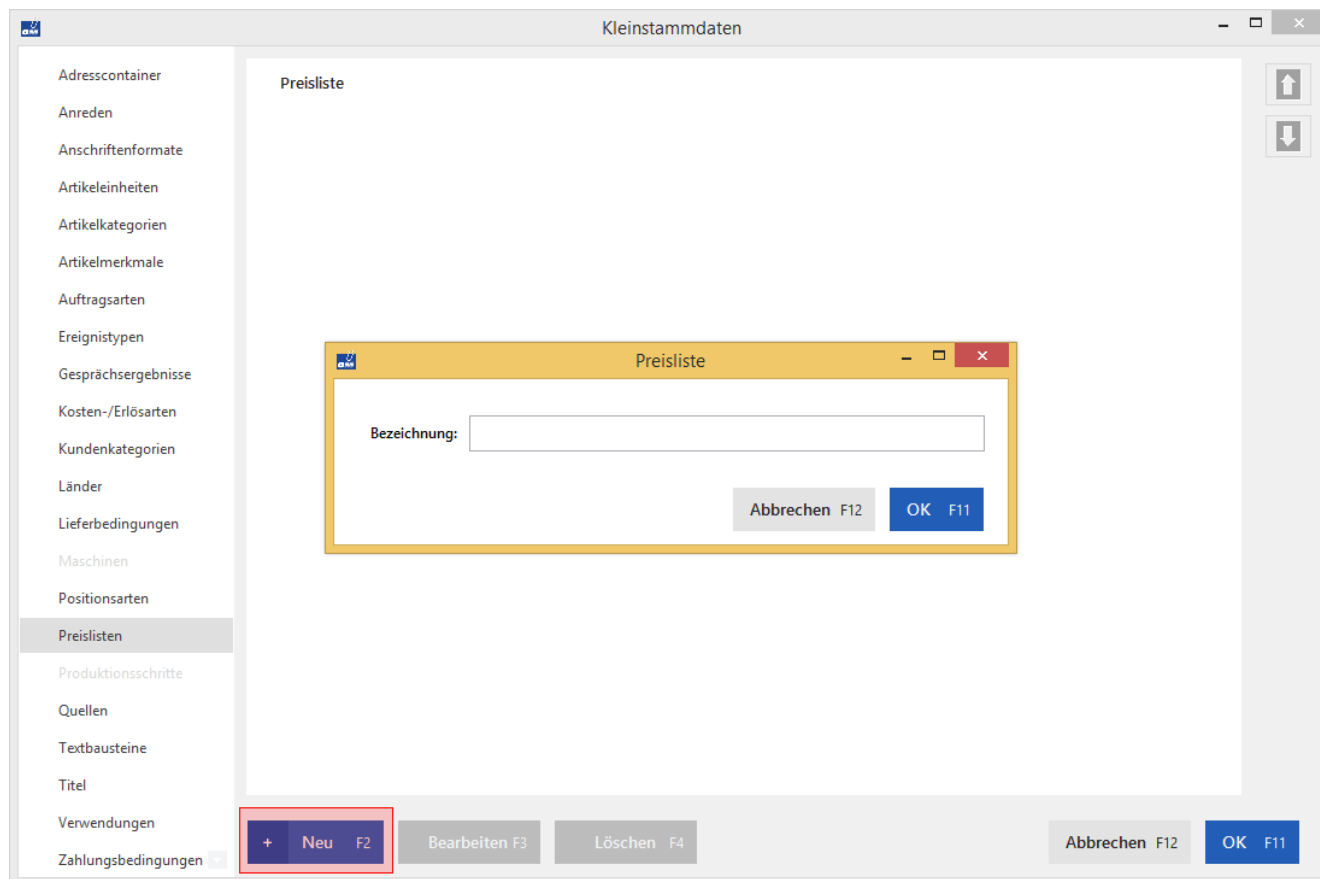 Kleinstammdaten
Adresscontainer
Anreden
Anschriftenformate
Artikeleinheiten
Artikelkategorien
Artikelmerkmale
Auftragsarten
Ereignistypen
Gesprächsergebnisse
Kosten-/Erlösarten
Kundenkategorien
Länder
Lieferbedingungen
Maschinen
Positionsarten
Preislisten
Produktionsschritte
Quellen
Textbausteine
Titel
Verwendungen
Zahlungsbedingungen
Preisliste
Preisliste
Bezeichnung:
Abbrechen F12 OK F11
+ Neu F2 Bearbeiten F3 Löschen F4 Abbrechen F12 OK F11